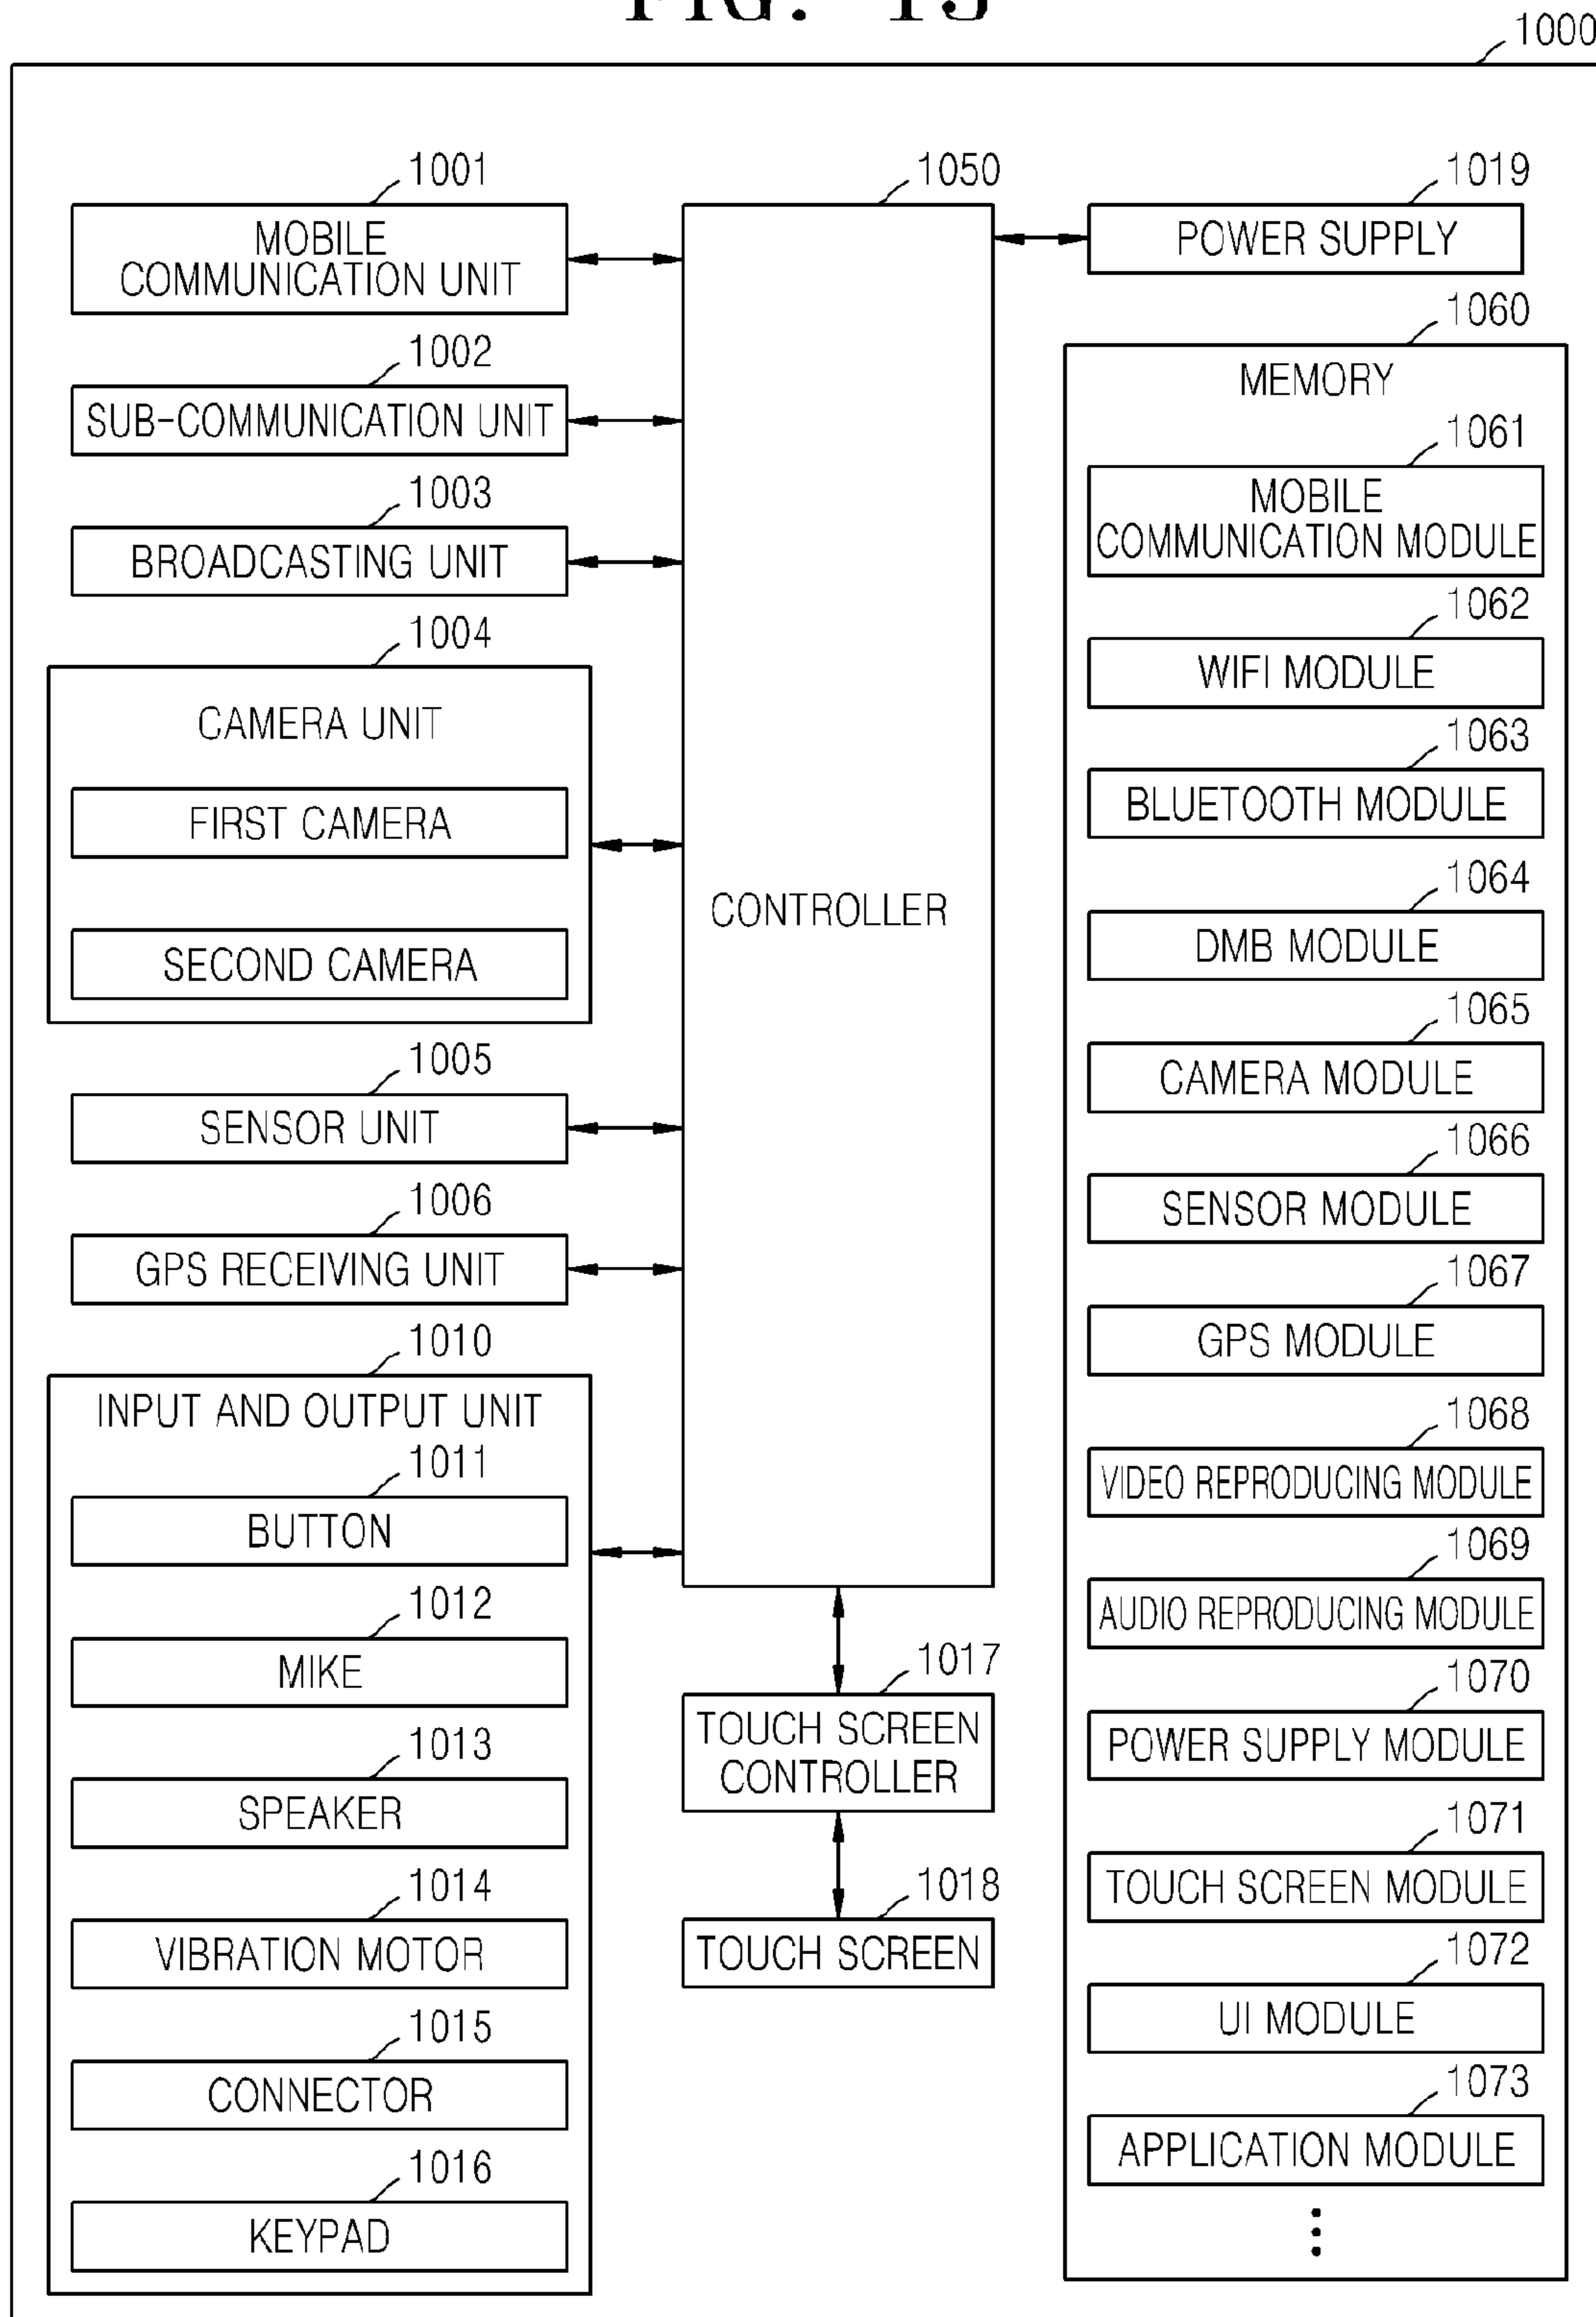 FIG. 15
1000
1001
MOBILE
COMMUNICATION UNIT
1002
SUB-COMMUNICATION UNIT
1003
BROADCASTING UNIT
1004
CAMERA UNIT
FIRST CAMERA
SECOND CAMERA
1005
SENSOR UNIT
1006
GPS RECEIVING UNIT
1010
INPUT AND OUTPUT UNIT
1011
BUTTON
1012
MIKE
1013
SPEAKER
1014
VIBRATION MOTOR
1015
CONNECTOR
1016
KEYPAD
1050
CONTROLLER
1017
TOUCH SCREEN
CONTROLLER
1018
TOUCH SCREEN
1019
POWER SUPPLY
1060
MEMORY
1061
MOBILE
COMMUNICATION MODULE
1062
WIFI MODULE
1063
BLUETOOTH MODULE
1064
DMB MODULE
1065
CAMERA MODULE
1066
SENSOR MODULE
1067
GPS MODULE
1068
VIDEO REPRODUCING MODULE
1069
AUDIO REPRODUCING MODULE
1070
POWER SUPPLY MODULE
1071
TOUCH SCREEN MODULE
1072
UI MODULE
1073
APPLICATION MODULE